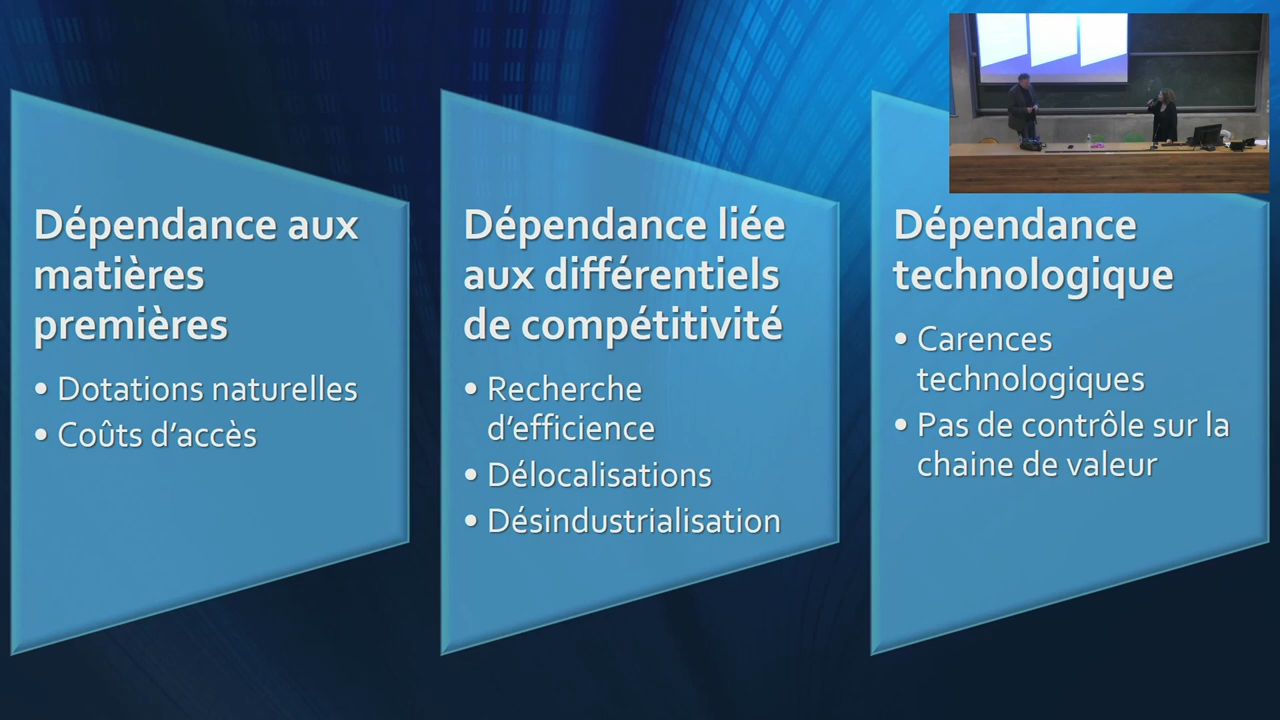 Dépendance aux
matières
premières
• Dotations naturelles
• Coûts d’accès
Dépendance liée
aux différentiels
de compétitivité
• Recherche
d’efficience
• Délocalisations
• Désindustrialisation
Dépendance
technologique
• Carences
technologiques
• Pas de contrôle sur la
chaine de valeur